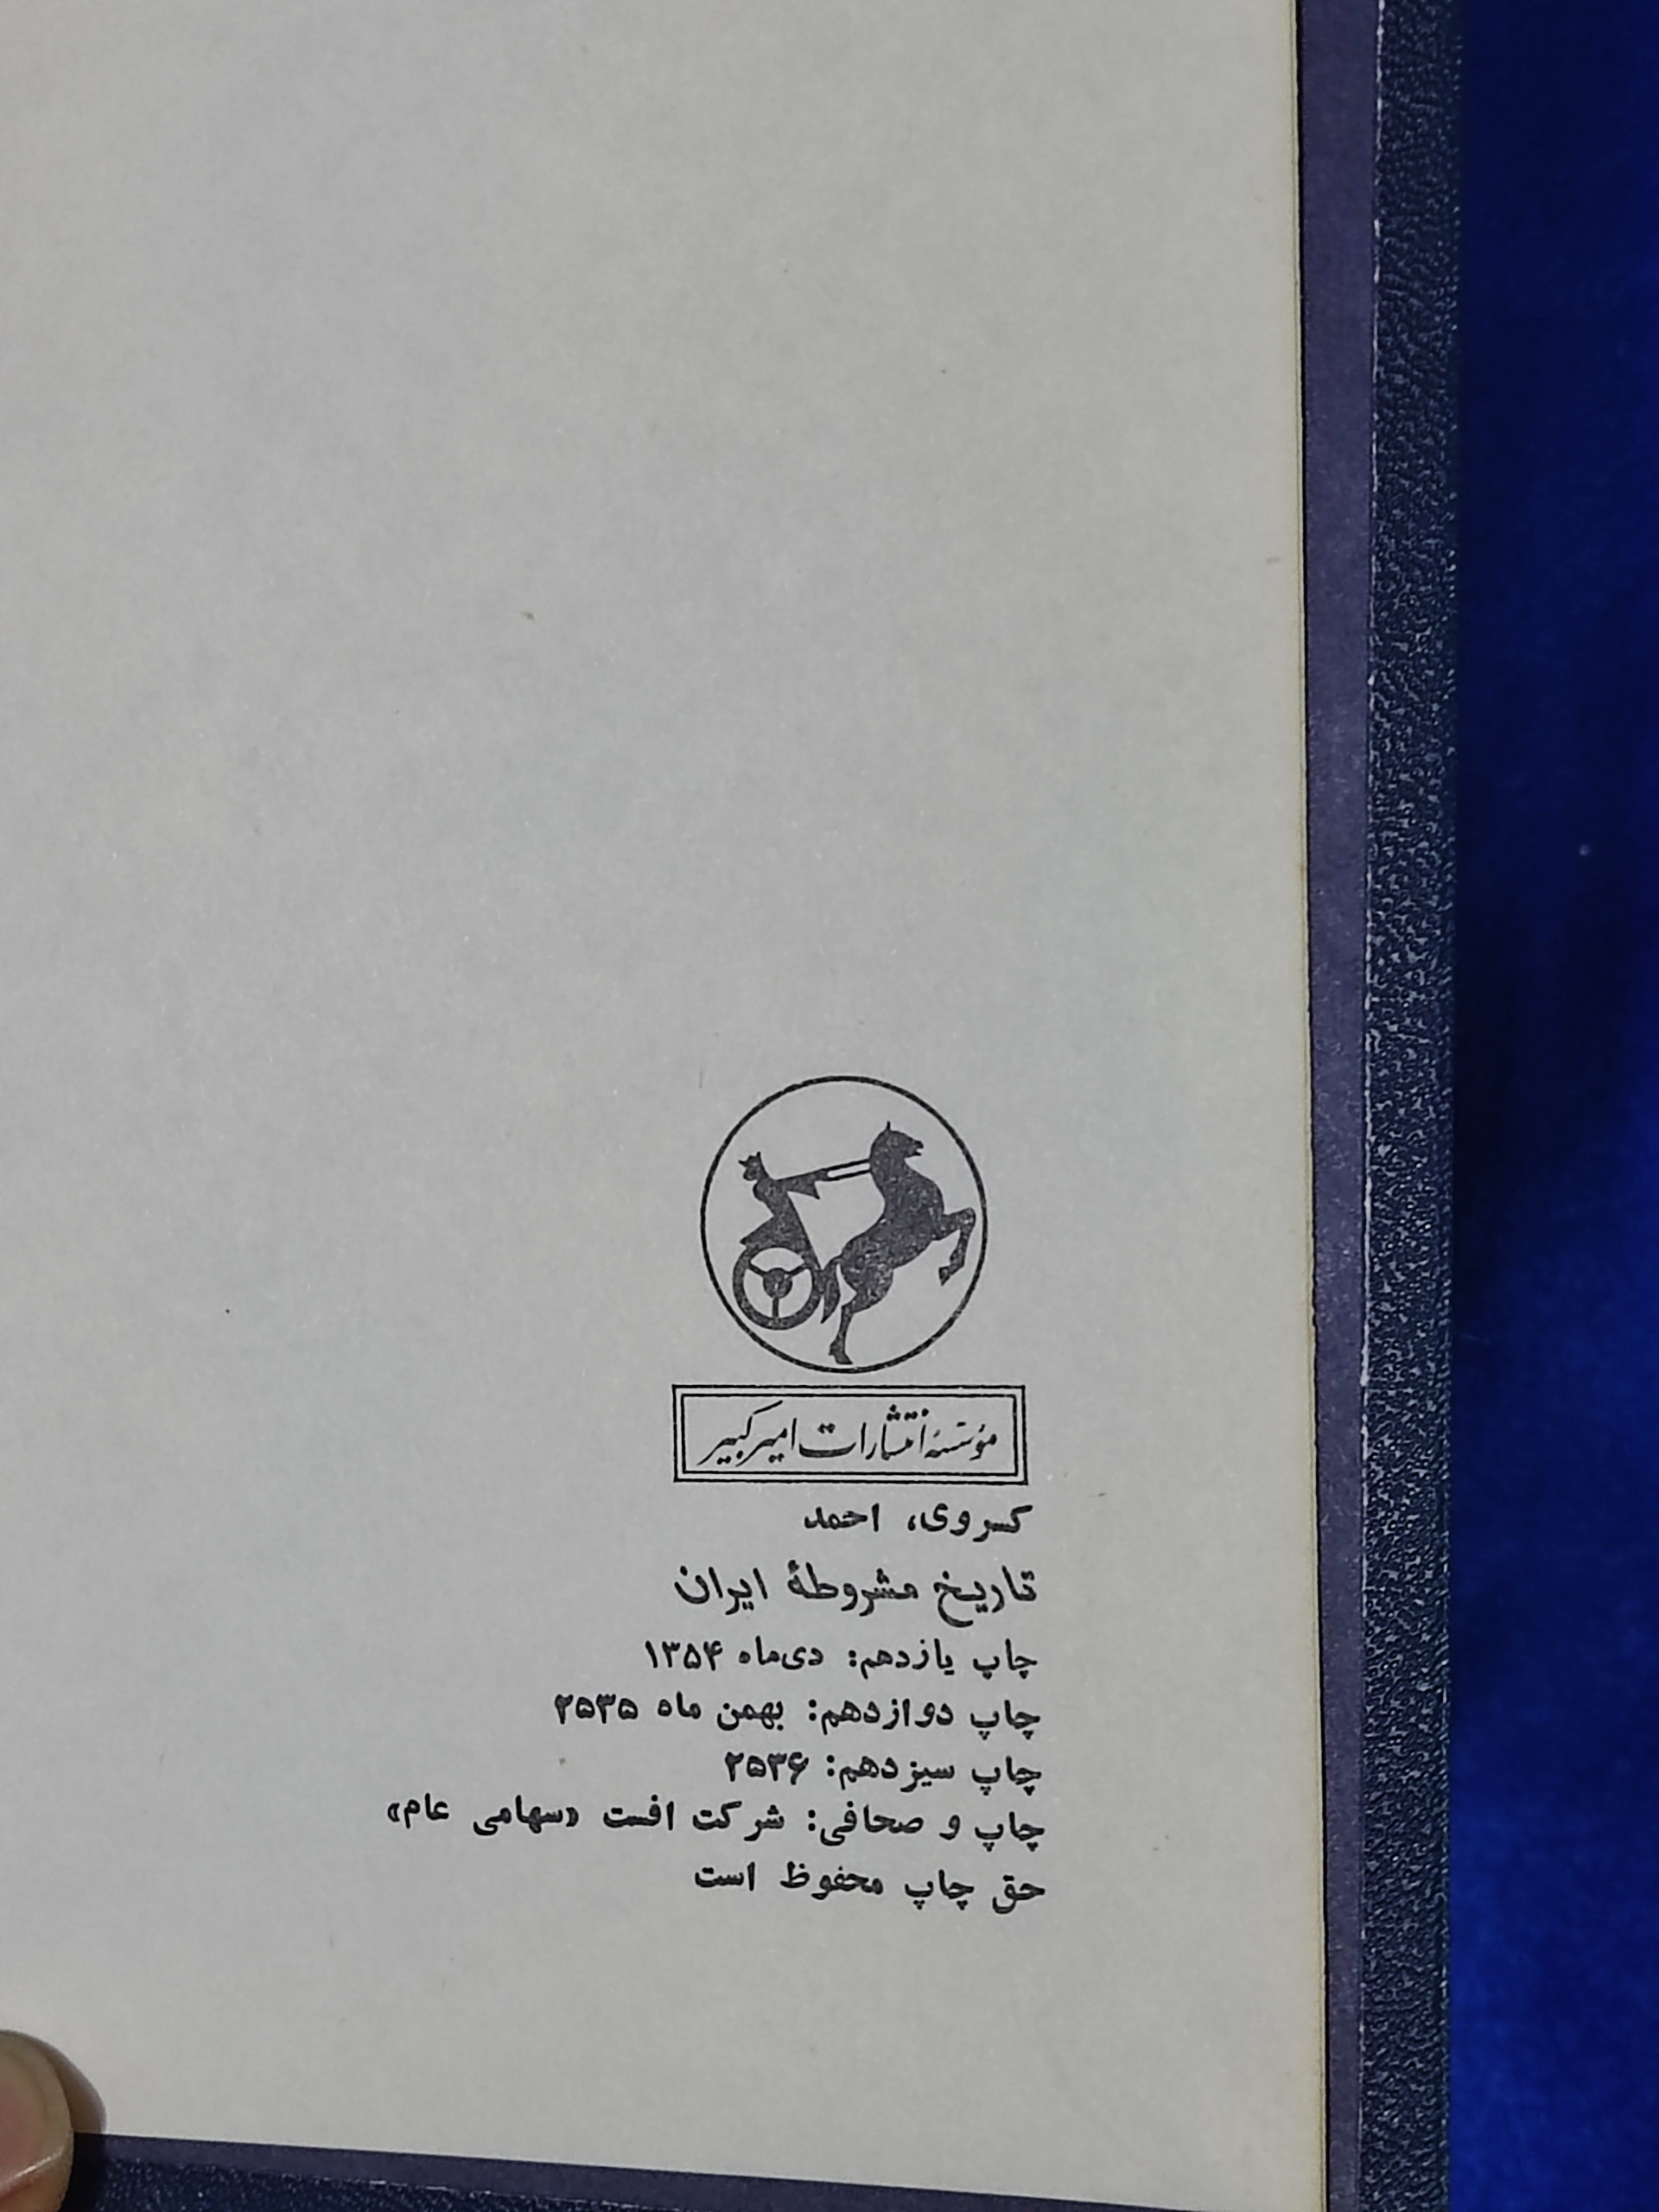 مؤسسهٔ انتشارات امیرکبیر
کسروی، احمد
تاریخ مشروطهٔ ایران
چاپ یازدهم: دی‌ماه ۱۳۵۴
چاپ دوازدهم: بهمن ماه ۲۵۳۵
چاپ سیزدهم: ۲۵۳۶
چاپ و صحافی: شرکت افست «سهامی عام»
حق چاپ محفوظ است